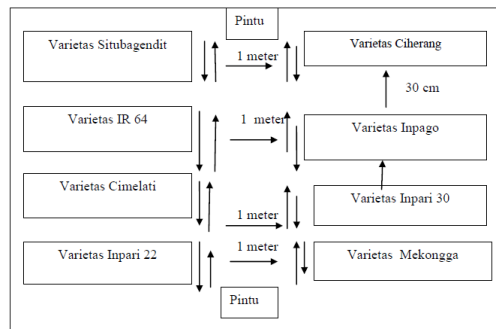 Pintu
Varietas Situbagendit
1 meter
Varietas Ciherang
30 cm
Varietas IR 64
1 meter
Varietas Inpago
Varietas Cimelati
1 meter
Varietas Inpari 30
Varietas Inpari 22
1 meter
Varietas Mekongga
Pintu